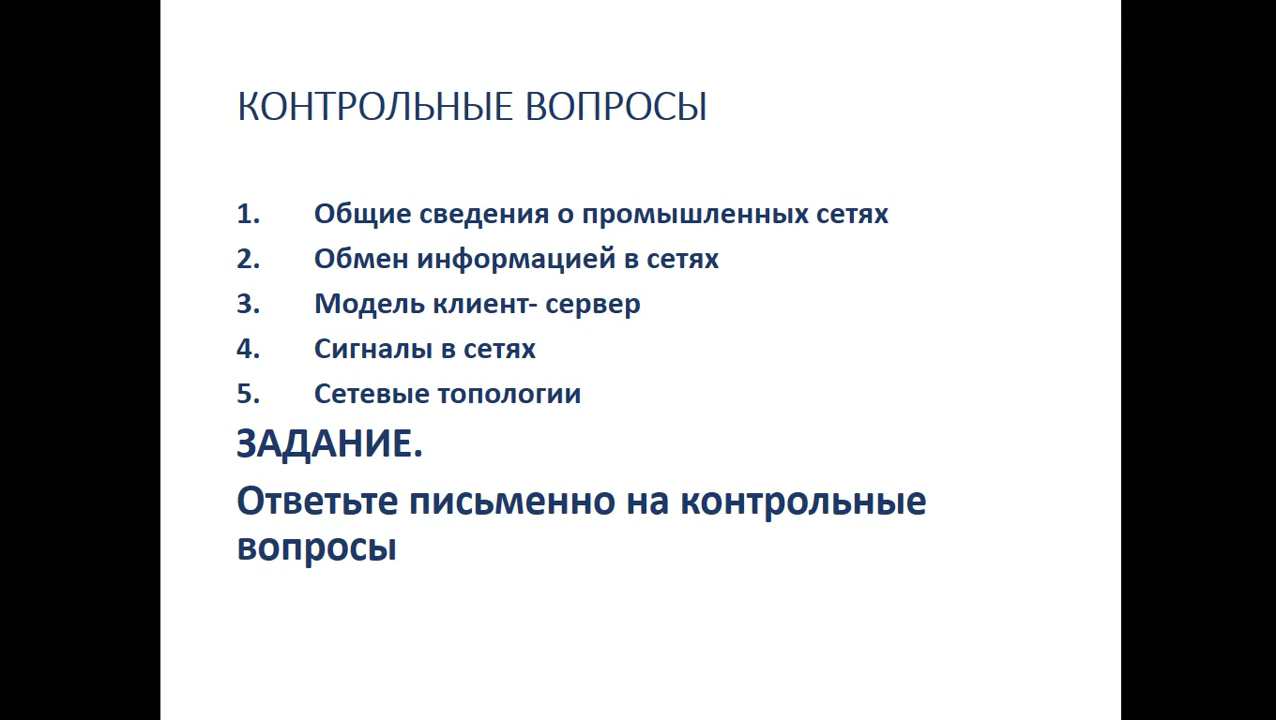 КОНТРОЛЬНЫЕ ВОПРОСЫ
1. Общие сведения о промышленных сетях
2. Обмен информацией в сетях
3. Модель клиент- сервер
4. Сигналы в сетях
5. Сетевые топологии
ЗАДАНИЕ.
Ответьте письменно на контрольные
вопросы